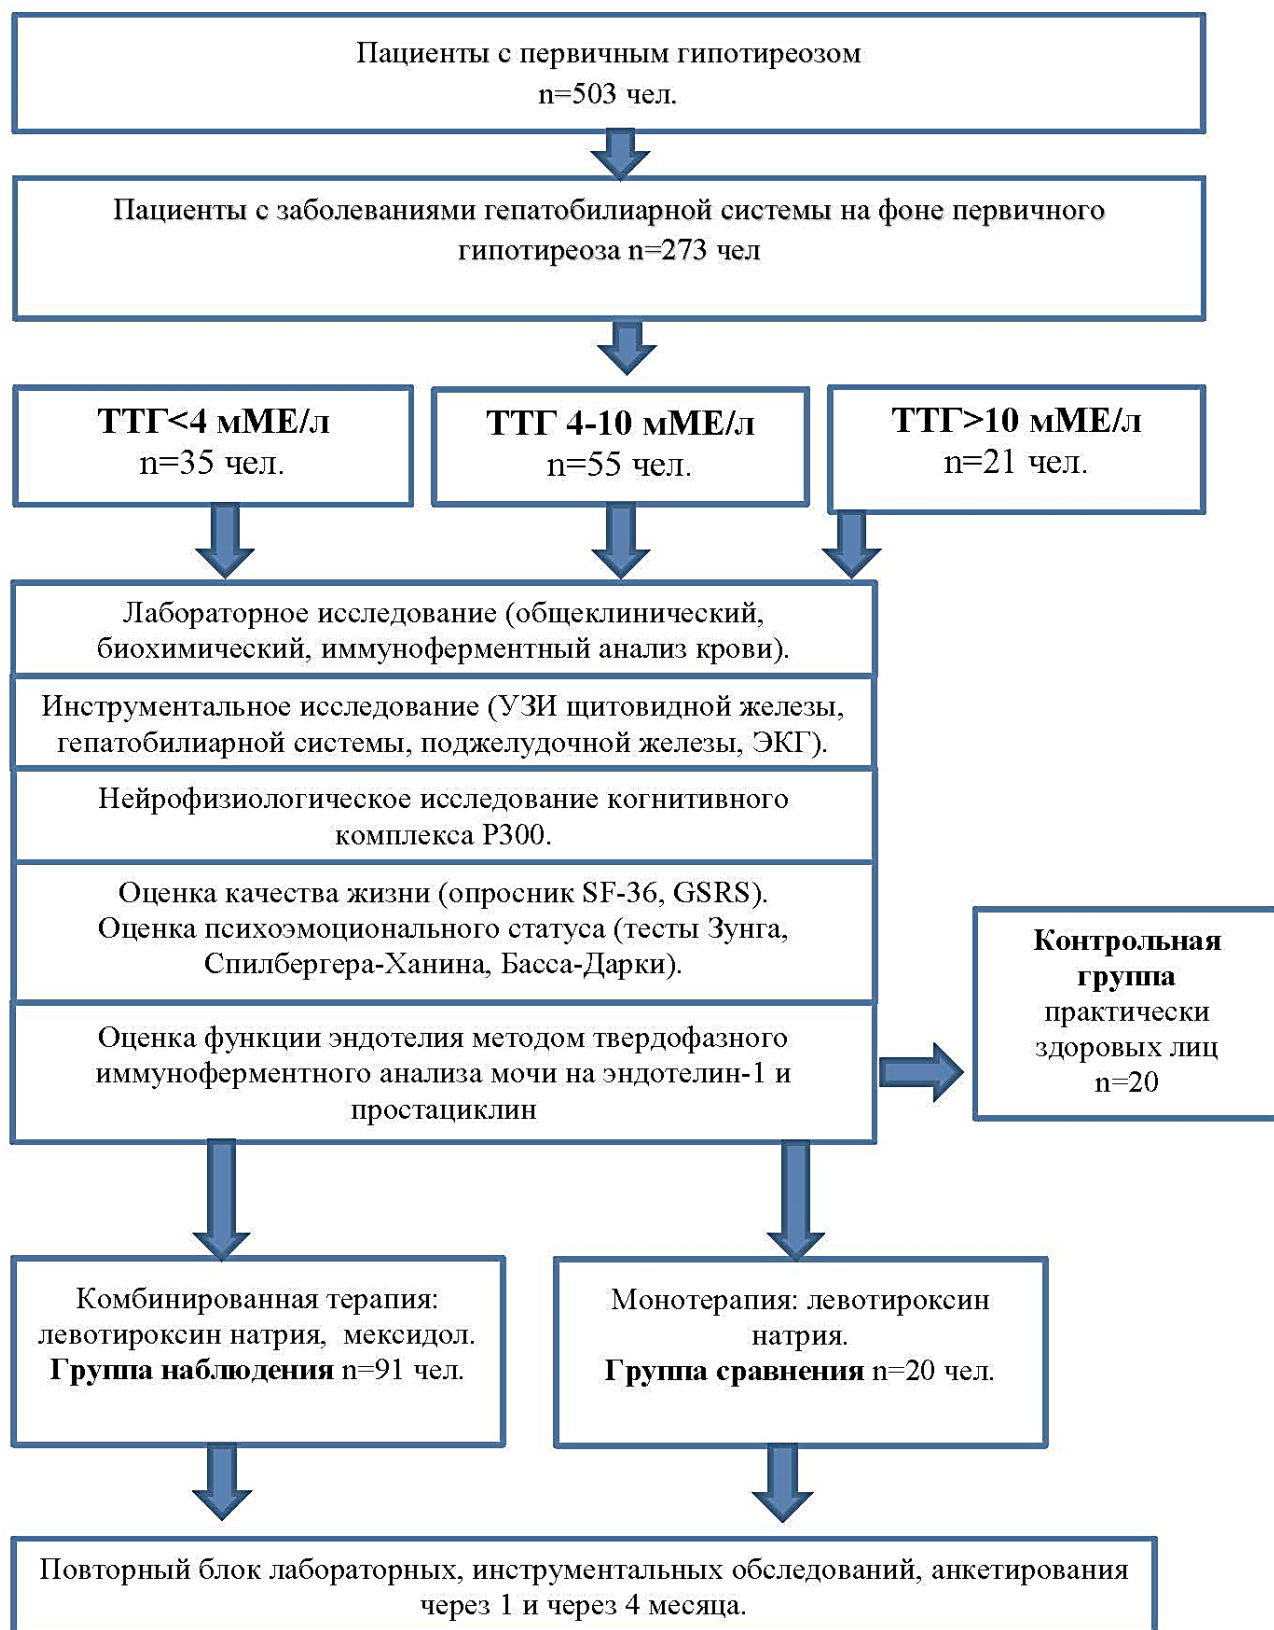 Пациенты с первичным гипотиреозом
n=503 чел.
Пациенты с заболеваниями гепатобилиарной системы на фоне первичного
гипотиреоза n=273 чел
ТТГ<4 мМЕ/л
n=35 чел.
ТТГ 4-10 мМЕ/л
n=55 чел.
ТТГ>10 мМЕ/л
n=21 чел.
Лабораторное исследование (общеклинический,
биохимический, иммуноферментный анализ крови).
Инструментальное исследование (УЗИ щитовидной железы,
гепатобилиарной системы, поджелудочной железы, ЭКГ).
Нейрофизиологическое исследование когнитивного
комплекса Р300.
Оценка качества жизни (опросник SF-36, GSRS).
Оценка психоэмоционального статуса (тесты Зунга,
Спилбергера-Ханина, Басса-Дарки).
Оценка функции эндотелия методом твердофазного
иммуноферментного анализа мочи на эндотелин-1 и
простациклин
Контрольная
группа
практически
здоровых лиц
n=20
Комбинированная терапия:
левотироксин натрия, мексидол.
Группа наблюдения n=91 чел.
Монотерапия: левотироксин
натрия.
Группа сравнения n=20 чел.
Повторный блок лабораторных, инструментальных обследований, анкетирования
через 1 и через 4 месяца.